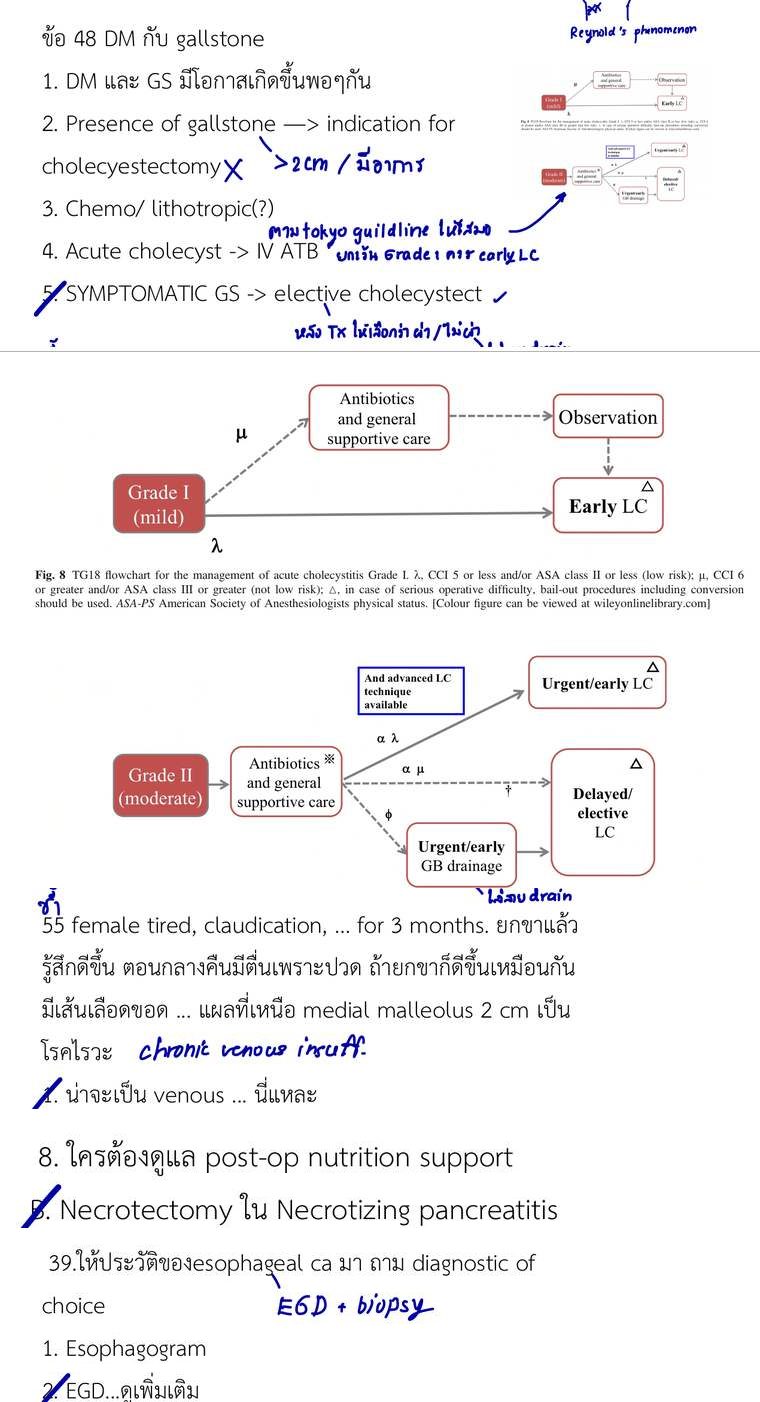 ข้อ 48 DM กับ gallstone
Reynold's phenomenon
1. DM และ GS มีโอกาสเกิดขึ้นพอๆกัน
2. Presence of gallstone —> indication for
cholecyestectomy X >2cm / มีอาการ
3. Chemo/ lithotropic(?)
ตาม tokyo guildline ให้เสมอ
4. Acute cholecyst -> IV ATB ยกเว้น Grade 1 ควร early LC
5. SYMPTOMATIC GS -> elective cholecystect ✓
หลัง Tx ให้เลือกว่า ผ่า/ไม่ผ่า
Antibiotics
and general
supportive care
Observation
μ
Grade I
(mild)
△
Early LC
λ
Fig. 8 TG18 flowchart for the management of acute cholecystitis Grade I. λ, CCI 5 or less and/or ASA class II or less (low risk); μ, CCI 6
or greater and/or ASA class III or greater (not low risk); △, in case of serious operative difficulty, bail-out procedures including conversion
should be used. ASA-PS American Society of Anesthesiologists physical status. [Colour figure can be viewed at wileyonlinelibrary.com]
And advanced LC
technique
available
△
Urgent/early LC
α λ
Grade II
(moderate)
Antibiotics ※
and general
supportive care
α μ
†
ϕ
△
Delayed/
elective
LC
Urgent/early
GB drainage
ซ้ำ
55 female tired, claudication, ... for 3 months. ยกขาแล้ว
รู้สึกดีขึ้น ตอนกลางคืนมีตื่นเพราะปวด ถ้ายกขาก็ดีขึ้นเหมือนกัน
มีเส้นเลือดขอด ... แผลที่เหนือ medial malleolus 2 cm เป็น
โรคไรวะ chronic venous insuff.
1. น่าจะเป็น venous ... นี่แหละ
8. ใครต้องดูแล post-op nutrition support
B. Necrotectomy ใน Necrotizing pancreatitis
39.ให้ประวัติของesophageal ca มา ถาม diagnostic of
choice EGD + biopsy
1. Esophagogram
2. EGD...ดูเพิ่มเติม